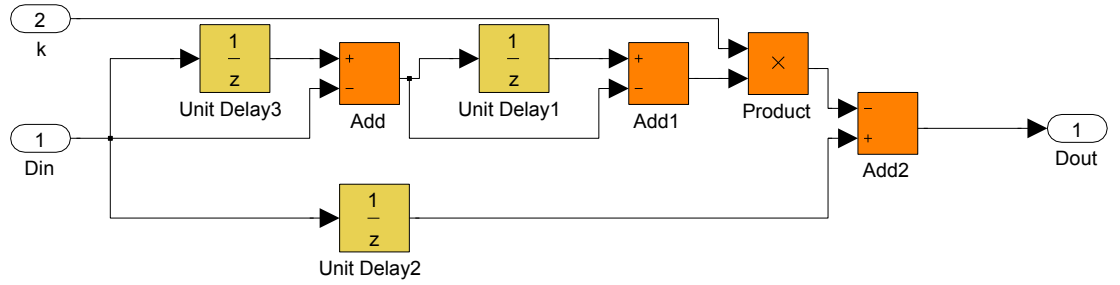 2
k
1
z
Unit Delay3
+
−
Add
1
z
Unit Delay1
+
−
Add1
×
Product
−
+
Add2
1
Din
1
Dout
1
z
Unit Delay2